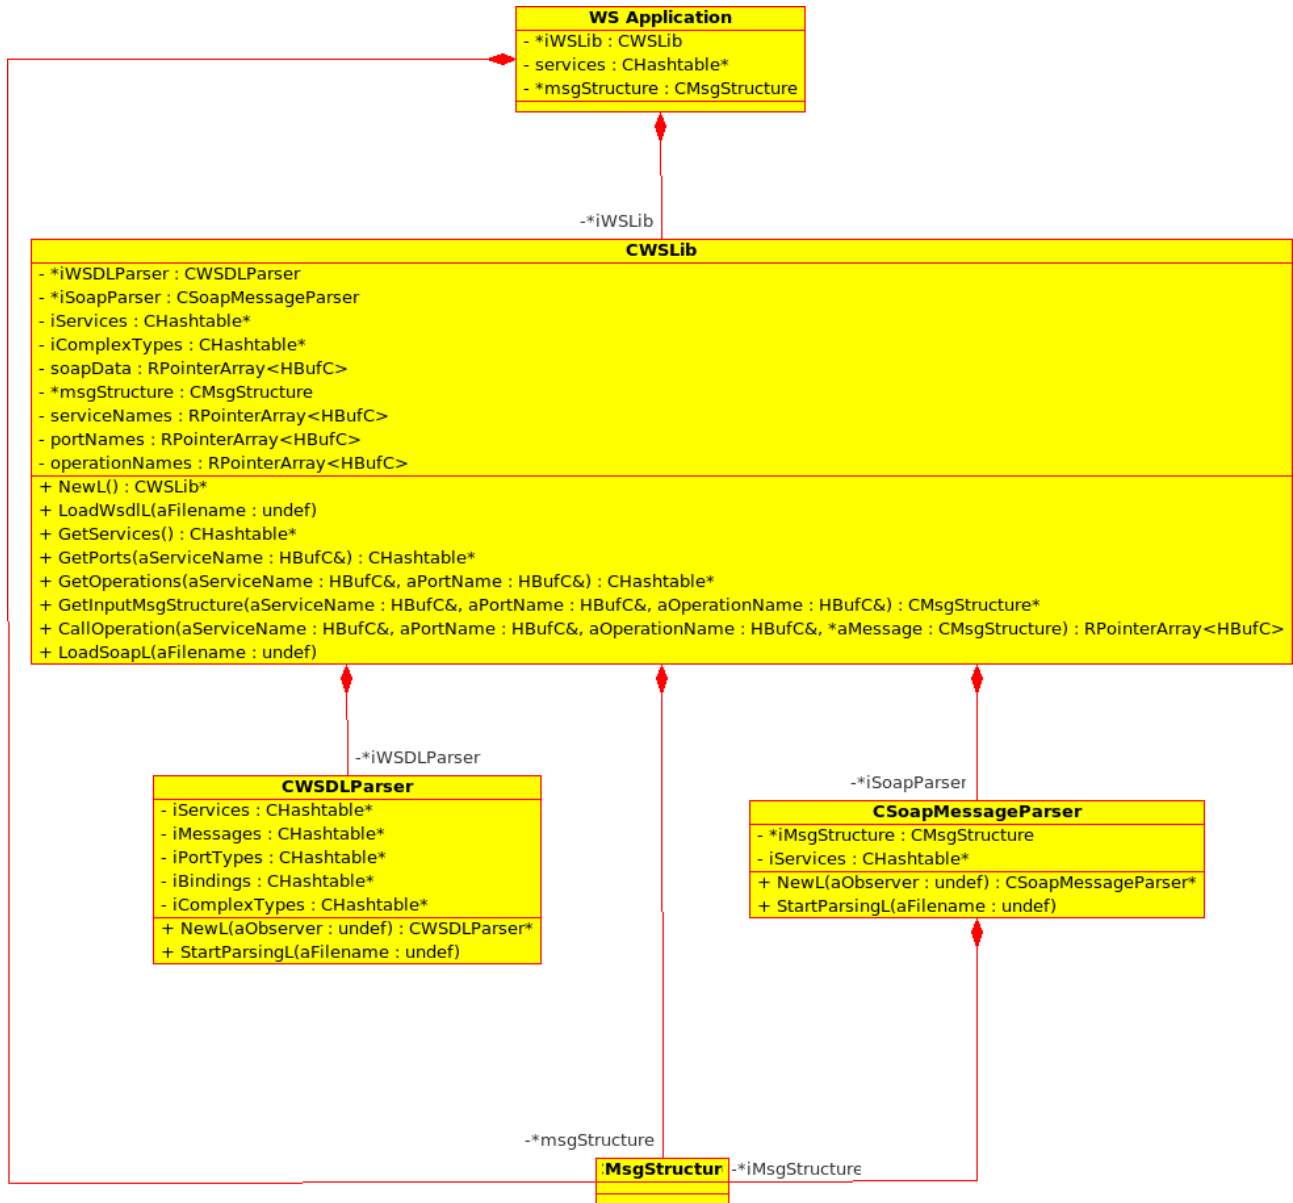 WS Application
- *iWSLib : CWSLib
- services : CHashtable*
- *msgStructure : CMsgStructure
-*iWSLib
CWSLib
- *iWSDLParser : CWSDLParser
- *iSoapParser : CSoapMessageParser
- iServices : CHashtable*
- iComplexTypes : CHashtable*
- soapData : RPointerArray<HBufC>
- *msgStructure : CMsgStructure
- serviceNames : RPointerArray<HBufC>
- portNames : RPointerArray<HBufC>
- operationNames : RPointerArray<HBufC>
+ NewL() : CWSLib*
+ LoadWsdlL(aFilename : undef)
+ GetServices() : CHashtable*
+ GetPorts(aServiceName : HBufC&) : CHashtable*
+ GetOperations(aServiceName : HBufC&, aPortName : HBufC&) : CHashtable*
+ GetInputMsgStructure(aServiceName : HBufC&, aPortName : HBufC&, aOperationName : HBufC&) : CMsgStructure*
+ CallOperation(aServiceName : HBufC&, aPortName : HBufC&, aOperationName : HBufC&, *aMessage : CMsgStructure) : RPointerArray<HBufC>
+ LoadSoapL(aFilename : undef)
-*iWSDLParser
CWSDLParser
- iServices : CHashtable*
- iMessages : CHashtable*
- iPortTypes : CHashtable*
- iBindings : CHashtable*
- iComplexTypes : CHashtable*
+ NewL(aObserver : undef) : CWSDLParser*
+ StartParsingL(aFilename : undef)
-*iSoapParser
CSoapMessageParser
- *iMsgStructure : CMsgStructure
- iServices : CHashtable*
+ NewL(aObserver : undef) : CSoapMessageParser*
+ StartParsingL(aFilename : undef)
-*msgStructure
MsgStructur
-*iMsgStructure